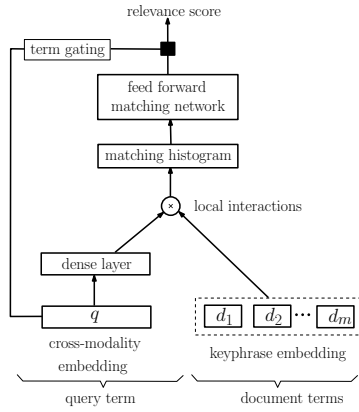 relevance score
term gating
feed forward
matching network
matching histogram
×
local interactions
dense layer
q
d1 d2 ··· dm
cross-modality
embedding
keyphrase embedding
query term
document terms